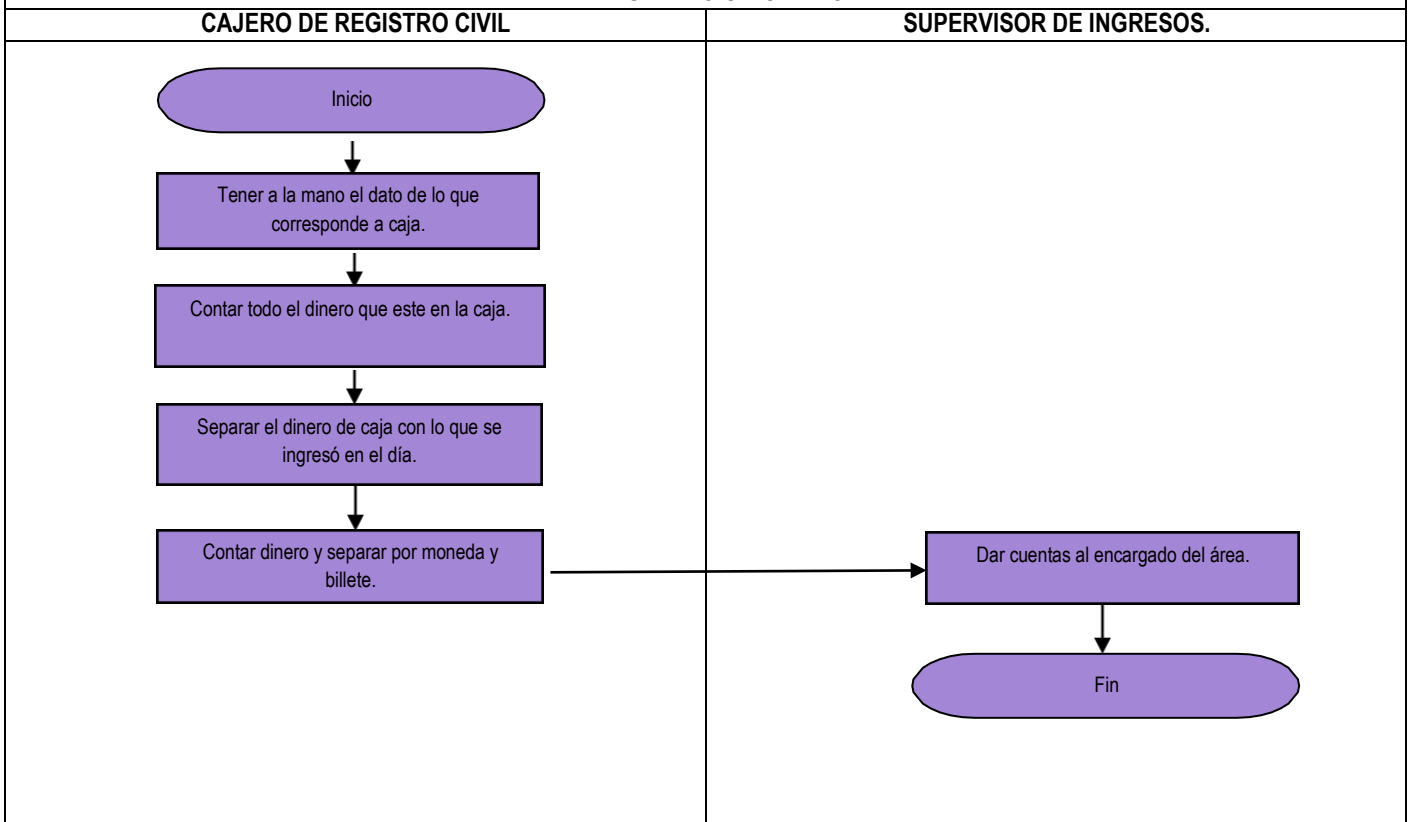 CAJERO DE REGISTRO CIVIL
SUPERVISOR DE INGRESOS.
Inicio
Tener a la mano el dato de lo que
corresponde a caja.
Contar todo el dinero que este en la caja.
Separar el dinero de caja con lo que se
ingresó en el día.
Contar dinero y separar por moneda y
billete.
Dar cuentas al encargado del área.
Fin